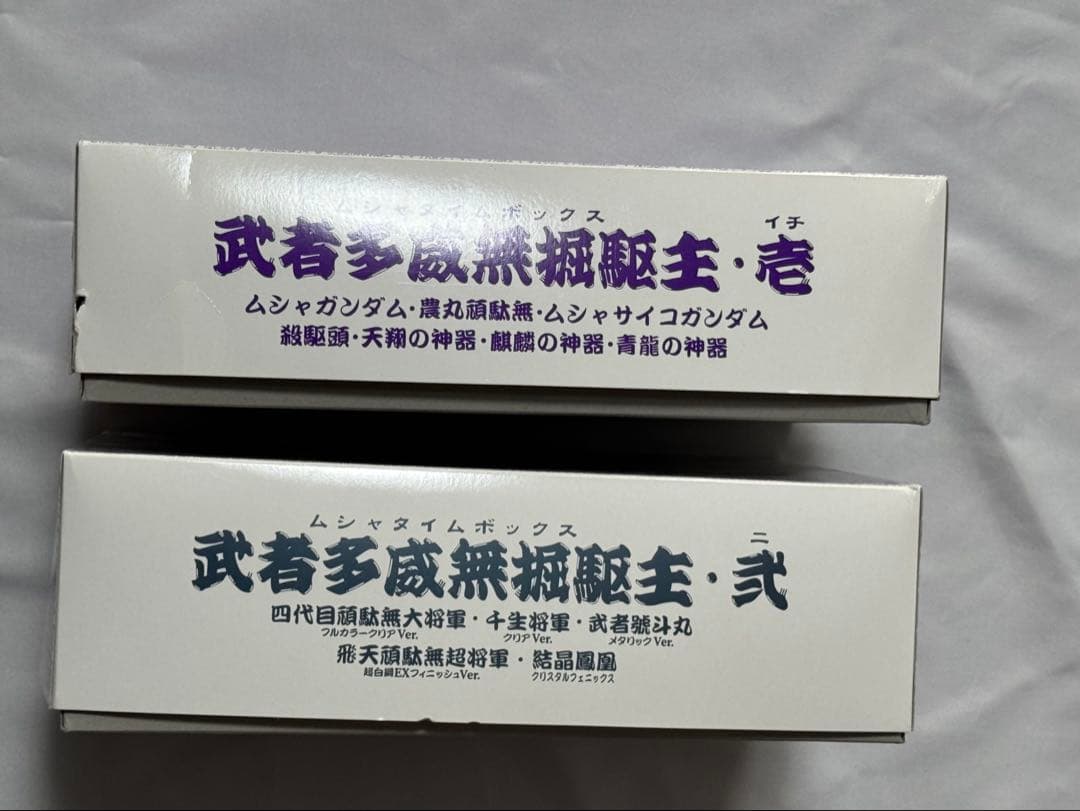 ムシャタイムボックス
イチ
武者多威無掘駆主・壱
ムシャガンダム・農丸頑駄無・ムシャサイコガンダム
殺駆頭・天翔の神器・麒麟の神器・青龍の神器
ムシャタイムボックス
ニ
武者多威無掘駆主・弐
四代目頑駄無大将軍・千生将軍・武者號斗丸
フルカラークリアVer. クリアVer. メタリックVer.
飛天頑駄無超将軍・結晶鳳凰
超白鋼EXフィニッシュVer. クリスタルフェニックス